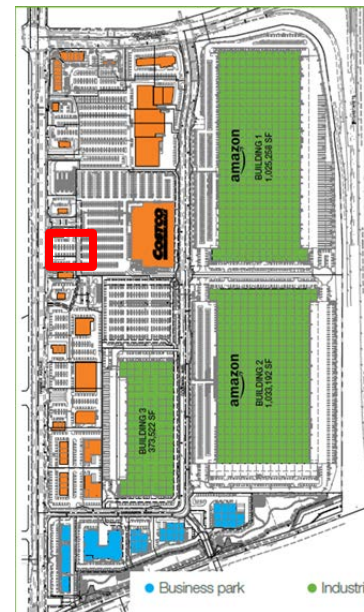 amazon
BUILDING 1
1,025,258 SF
COSTCO
amazon
BUILDING 2
1,033,192 SF
BUILDING 3
373,522 SF
Business park
Industri